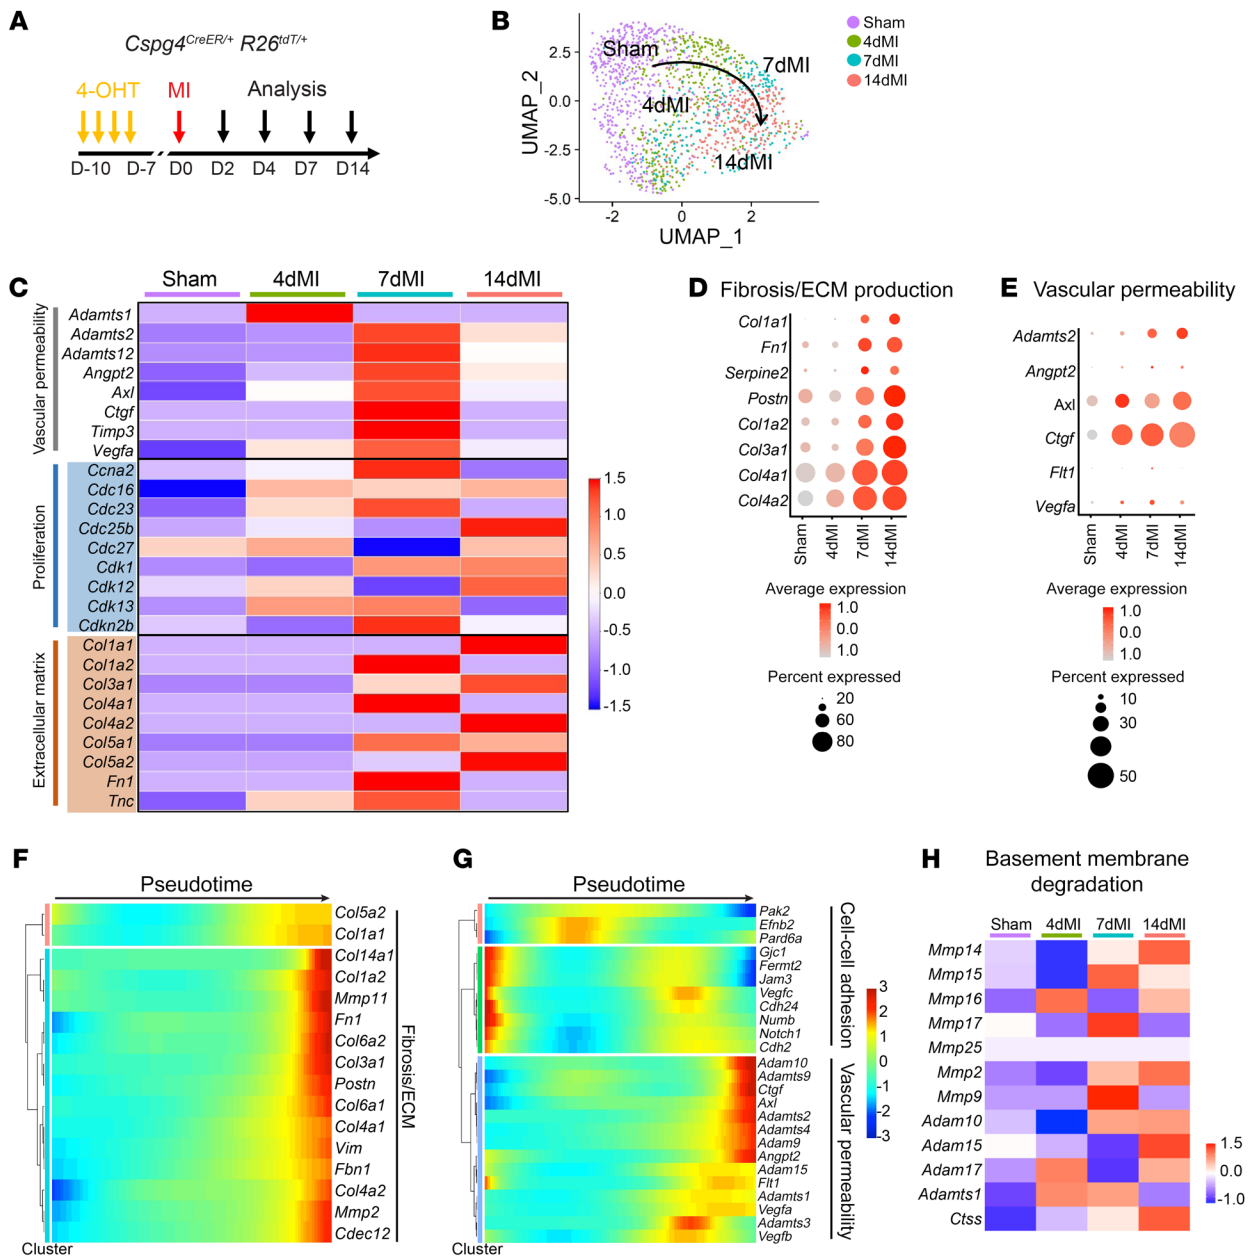 A
Cspg4CreER/+ R26tdT/+
4-OHT
MI
Analysis
D-10
D-7
D0
D2
D4
D7
D14
B
UMAP_2
2.5
0.0
-2.5
-5.0
-2
0
2
UMAP_1
Sham
4dMI
7dMI
14dMI
Sham
4dMI
7dMI
14dMI
C
Sham
4dMI
7dMI
14dMI
Vascular permeability
Adamts1
Adamts2
Adamts12
Angpt2
Axl
Ctgf
Timp3
Vegfa
Proliferation
Ccna2
Cdc16
Cdc23
Cdc25b
Cdc27
Cdk1
Cdk12
Cdk13
Cdkn2b
Extracellular matrix
Col1a1
Col1a2
Col3a1
Col4a1
Col4a2
Col5a1
Col5a2
Fn1
Tnc
1.5
1.0
0.5
0.0
-0.5
-1.0
-1.5
D
Fibrosis/ECM production
Col1a1
Fn1
Serpine2
Postn
Col1a2
Col3a1
Col4a1
Col4a2
Sham
4dMI
7dMI
14dMI
Average expression
1.0
0.0
1.0
Percent expressed
20
60
80
E
Vascular permeability
Adamts2
Angpt2
Axl
Ctgf
Flt1
Vegfa
Sham
4dMI
7dMI
14dMI
Average expression
1.0
0.0
1.0
Percent expressed
10
30
50
F
Pseudotime
Col5a2
Col1a1
Col14a1
Col1a2
Mmp11
Fn1
Col6a2
Col3a1
Postn
Col6a1
Col4a1
Vim
Fbn1
Col4a2
Mmp2
Cdec12
Fibrosis/ECM
Cluster
G
Pseudotime
Pak2
Efnb2
Pard6a
Gjc1
Fermt2
Jam3
Vegfc
Cdh24
Numb
Notch1
Cdh2
Adam10
Adamts9
Ctgf
Axl
Adamts2
Adamts4
Adam9
Angpt2
Adam15
Flt1
Adamts1
Vegfa
Adamts3
Vegfb
Cell-cell adhesion
Vascular permeability
Cluster
3
2
1
0
-1
-2
-3
H
Basement membrane
degradation
Sham
4dMI
7dMI
14dMI
Mmp14
Mmp15
Mmp16
Mmp17
Mmp25
Mmp2
Mmp9
Adam10
Adam15
Adam17
Adamts1
Ctss
1.5
0.0
-1.0